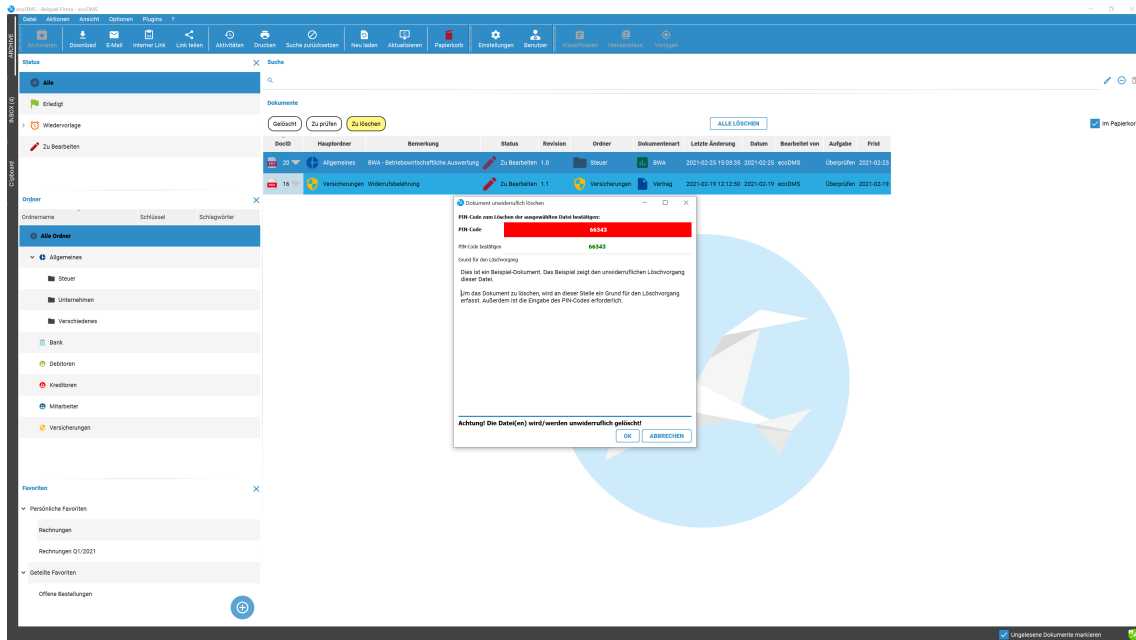 ecoDMS - Beispiel Firma - ecoDMS
Datei Aktionen Ansicht Optionen Plugins ?
Archivieren Download E-Mail Interner Link Link teilen Aktivitäten Drucken Suche zurücksetzen Neu laden Aktualisieren Papierkorb Einstellungen Benutzer Klassifizieren Massenklass. Vorlegen
ARCHIVE
INBOX (4)
Clipboard
Status
Alle
Erledigt
Wiedervorlage
Zu Bearbeiten
Ordner
Ordnername Schlüssel Schlagwörter
Alle Ordner
Allgemeines
Steuer
Unternehmen
Verschiedenes
Bank
Debitoren
Kreditoren
Mitarbeiter
Versicherungen
Favoriten
Persönliche Favoriten
Rechnungen
Rechnungen Q1/2021
Geteilte Favoriten
Offene Bestellungen
Suche
Dokumente
Gelöscht Zu prüfen Zu löschen ALLE LÖSCHEN Im Papierkor
DocID Hauptordner Bemerkung Status Revision Ordner Dokumentenart Letzte Änderung Datum Bearbeitet von Aufgabe Frist
PDF 20 Allgemeines BWA - Betriebswirtschaftliche Auswertung Zu Bearbeiten 1.0 Steuer BWA 2021-02-25 15:03:35 2021-02-25 ecoDMS Überprüfen 2021-02-25
PDF 16 Versicherungen Widerrufsbelehrung Zu Bearbeiten 1.1 Versicherungen Vertrag 2021-02-19 12:12:50 2021-02-19 ecoDMS Überprüfen 2021-02-19
Dokument unwiderruflich löschen
PIN-Code zum Löschen der ausgewählten Datei bestätigen:
PIN-Code 66343
PIN-Code bestätigen 66343
Grund für den Löschvorgang
Dies ist ein Beispiel-Dokument. Das Beispiel zeigt den unwiderruflichen Löschvorgang
dieser Datei.
Um das Dokument zu löschen, wird an dieser Stelle ein Grund für den Löschvorgang
erfasst. Außerdem ist die Eingabe des PIN-Codes erforderlich.
Achtung! Die Datei(en) wird/werden unwiderruflich gelöscht!
OK ABBRECHEN
Ungelesene Dokumente markieren